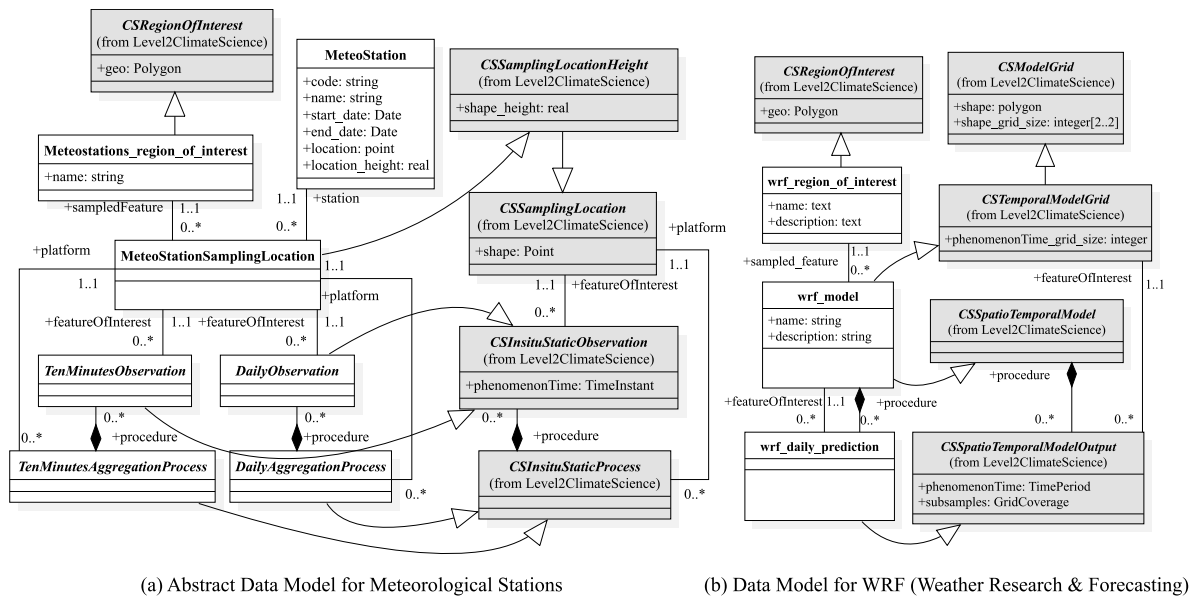 CSRegionOfInterest
(from Level2ClimateScience)
+geo: Polygon
MeteoStation
+code: string
+name: string
+start_date: Date
+end_date: Date
+location: point
+location_height: real
CSSamplingLocationHeight
(from Level2ClimateScience)
+shape_height: real
Meteostations_region_of_interest
+name: string
+sampledFeature
1..1
0..*
1..1
+station
0..*
CSSamplingLocation
(from Level2ClimateScience)
+shape: Point
+platform
1..1
+platform
1..1
MeteoStationSamplingLocation
1..1
+platform
1..1
+featureOfInterest
0..*
+featureOfInterest
1..1
0..*
+featureOfInterest
1..1
0..*
CSInsituStaticObservation
(from Level2ClimateScience)
+phenomenonTime: TimeInstant
TenMinutesObservation
DailyObservation
0..*
+procedure
0..*
0..*
+procedure
0..*
+procedure
TenMinutesAggregationProcess
DailyAggregationProcess
0..*
CSInsituStaticProcess
(from Level2ClimateScience)
0..*
(a) Abstract Data Model for Meteorological Stations
CSRegionOfInterest
(from Level2ClimateScience)
+geo: Polygon
CSModelGrid
(from Level2ClimateScience)
+shape: polygon
+shape_grid_size: integer[2..2]
wrf_region_of_interest
+name: text
+description: text
CSTemporalModelGrid
(from Level2ClimateScience)
+phenomenonTime_grid_size: integer
1..1
+sampled_feature
0..*
+featureOfInterest
1..1
wrf_model
+name: string
+description: string
CSSpatioTemporalModel
(from Level2ClimateScience)
+procedure
0..*
0..*
+featureOfInterest
1..1
+procedure
0..*
0..*
wrf_daily_prediction
CSSpatioTemporalModelOutput
(from Level2ClimateScience)
+phenomenonTime: TimePeriod
+subsamples: GridCoverage
(b) Data Model for WRF (Weather Research & Forecasting)